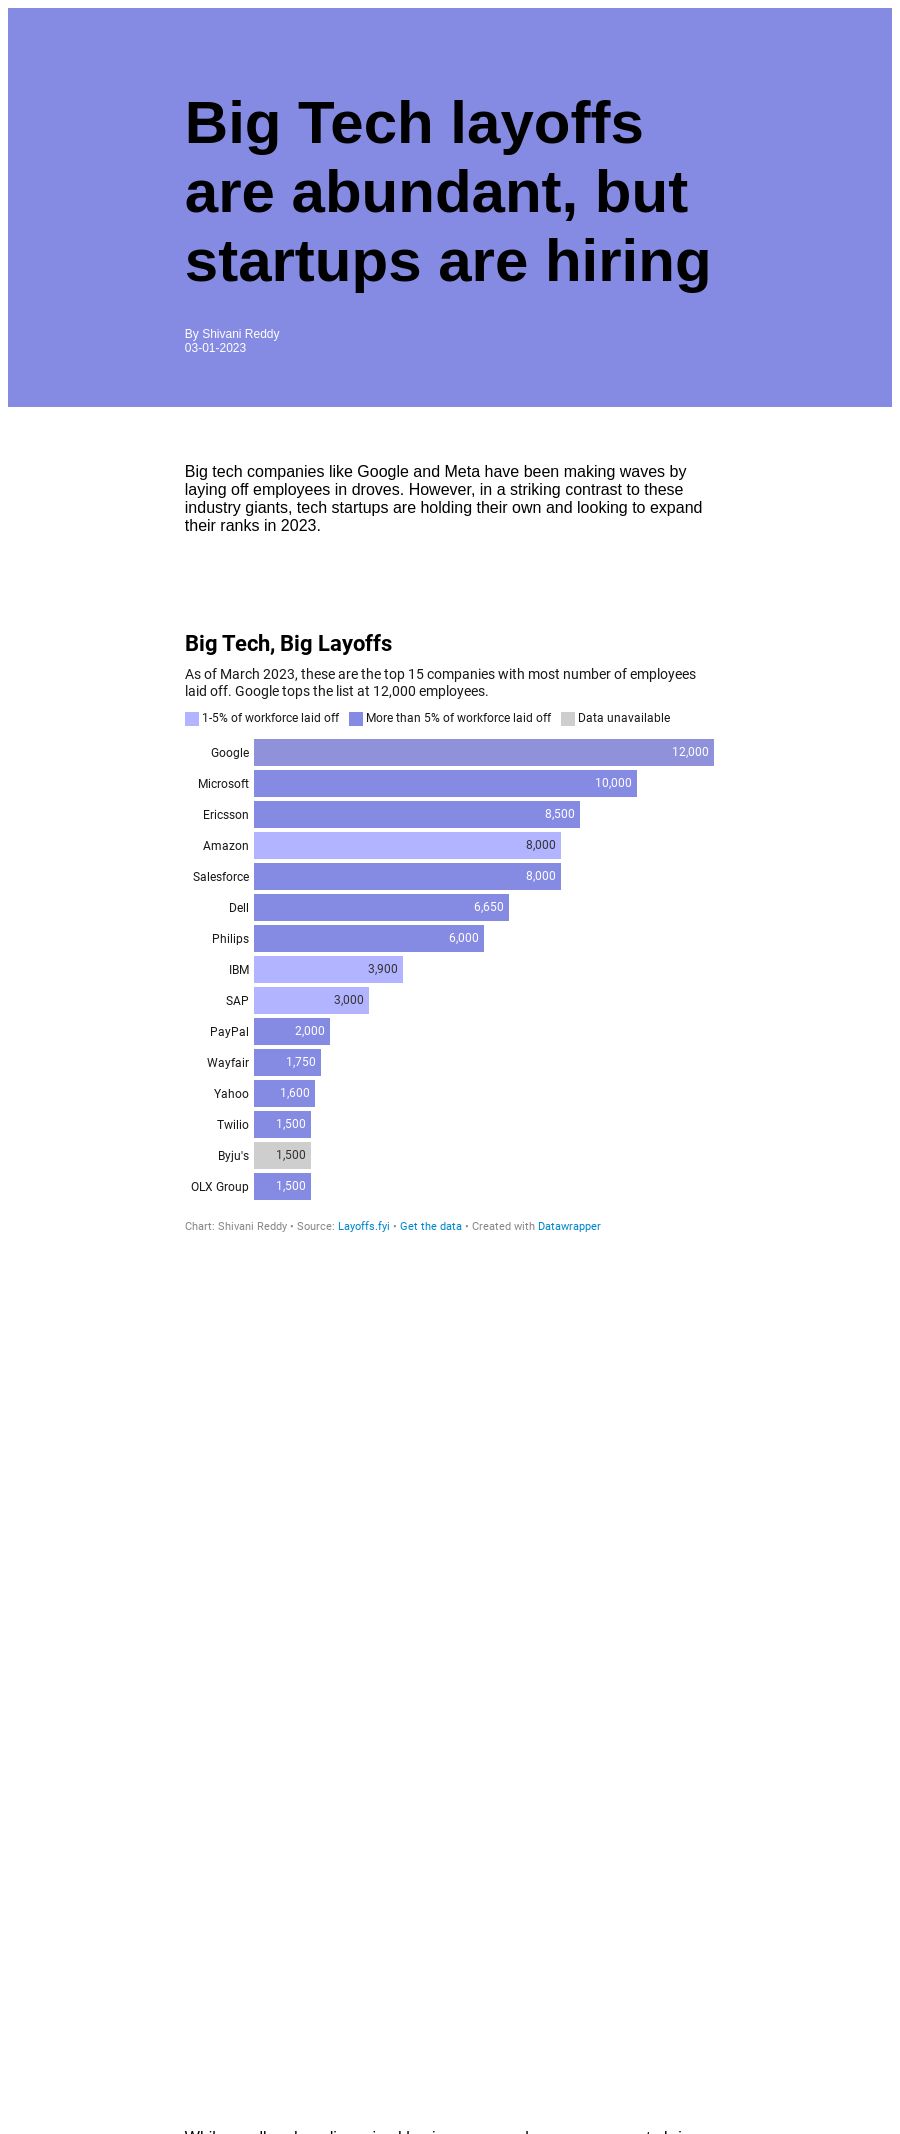 Big Tech layoffs
are abundant, but
startups are hiring
By Shivani Reddy
03-01-2023
Big tech companies like Google and Meta have been making waves by
laying off employees in droves. However, in a striking contrast to these
industry giants, tech startups are holding their own and looking to expand
their ranks in 2023.
Big Tech, Big Layoffs
As of March 2023, these are the top 15 companies with most number of employees
laid off. Google tops the list at 12,000 employees.
1-5% of workforce laid off More than 5% of workforce laid off Data unavailable
Google 12,000
Microsoft 10,000
Ericsson 8,500
Amazon 8,000
Salesforce 8,000
Dell 6,650
Philips 6,000
IBM 3,900
SAP 3,000
PayPal 2,000
Wayfair 1,750
Yahoo 1,600
Twilio 1,500
Byju's 1,500
OLX Group 1,500
Chart: Shivani Reddy • Source: Layoffs.fyi • Get the data • Created with Datawrapper